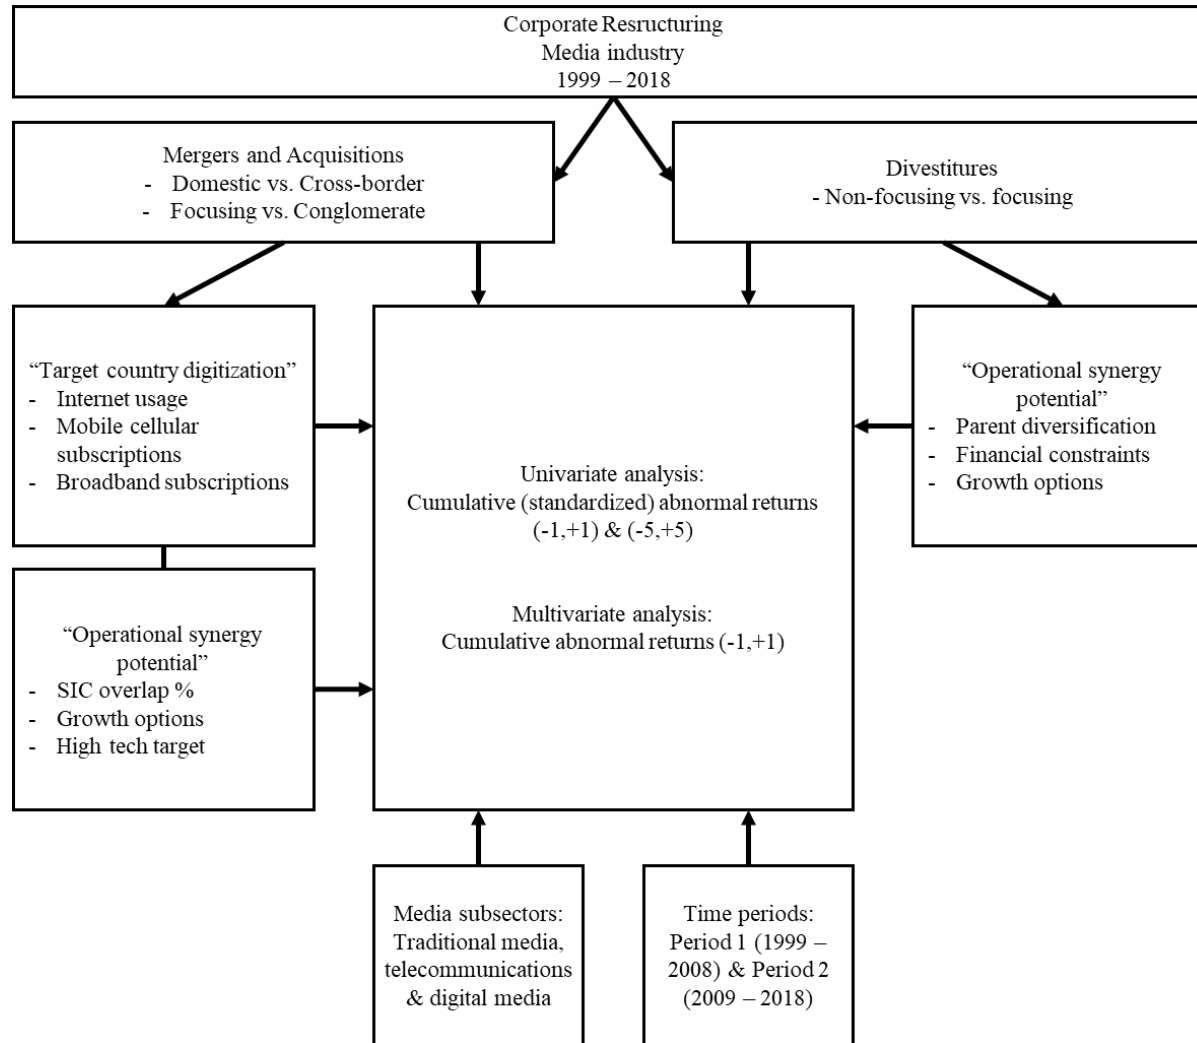 Corporate Resructuring
Media industry
1999 – 2018
Mergers and Acquisitions
- Domestic vs. Cross-border
- Focusing vs. Conglomerate
Divestitures
- Non-focusing vs. focusing
“Target country digitization”
- Internet usage
- Mobile cellular
subscriptions
- Broadband subscriptions
“Operational synergy
potential”
- SIC overlap %
- Growth options
- High tech target
Univariate analysis:
Cumulative (standardized) abnormal returns
(-1,+1) & (-5,+5)
Multivariate analysis:
Cumulative abnormal returns (-1,+1)
“Operational synergy
potential”
- Parent diversification
- Financial constraints
- Growth options
Media subsectors:
Traditional media,
telecommunications
& digital media
Time periods:
Period 1 (1999 –
2008) & Period 2
(2009 – 2018)